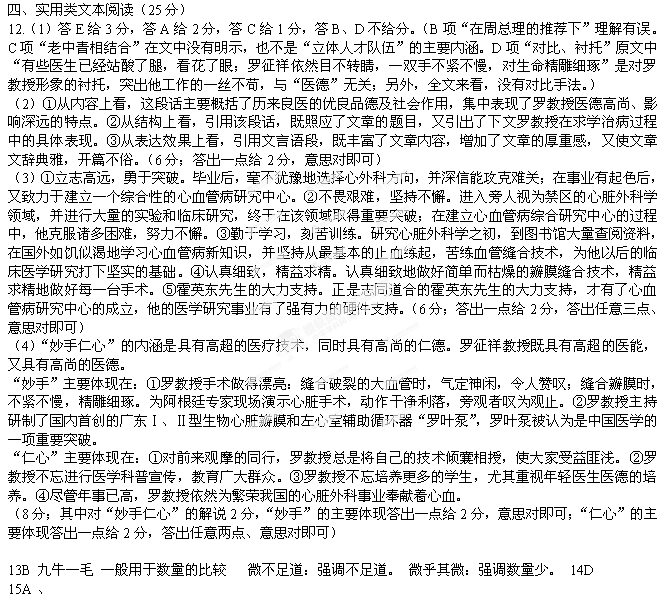 四、实用类文本阅读（25分）
12.（1）答E给3分，答A给2分，答C给1分，答B、D不给分。（B项“在周总理的推荐下”理解有误。
C项“老中青相结合”在文中没有明示，也不是“立体人才队伍”的主要内涵。D项“对比、衬托”原文中
“有些医生已经站酸了腿，看花了眼；罗征祥依然目不转睛，一双手不紧不慢，对生命精雕细琢”是对罗
教授形象的衬托，突出他工作的一丝不苟，与“医德”无关；另外，全文来看，没有对比手法。）
（2）①从内容上看，这段话主要概括了历来良医的优良品德及社会作用，集中表现了罗教授医德高尚、影
响深远的特点。②从结构上看，引用该段话，既照应了文章的题目，又引出了下文罗教授在求学治病过程
中的具体表现。③从表达效果上看，引用文言语段，既丰富了文章内容，增加了文章的厚重感，又使文章
文辞典雅，开篇不俗。（6分；答出一点给2分，意思对即可）
（3）①立志高远，勇于突破。毕业后，毫不犹豫地选择心外科方向，并深信能攻克难关；在事业有起色后，
又致力于建立一个综合性的心血管病研究中心。②不畏艰难，坚持不懈。进入旁人视为禁区的心脏外科学
领域，并进行大量的实验和临床研究，终于在该领域取得重要突破；在建立心血管病综合研究中心的过程
中，他克服诸多困难，努力不懈。③勤于学习，刻苦训练。研究心脏外科学之初，到图书馆大量查阅资料，
在国外如饥似渴地学习心血管病新知识，并坚持从最基本的止血练起，苦练血管缝合技术，为他以后的临
床医学研究打下坚实的基础。④认真细致，精益求精。认真细致地做好简单而枯燥的瓣膜缝合技术，精益
求精地做好每一台手术。⑤霍英东先生的大力支持。正是志同道合的霍英东先生的大力支持，才有了心血
管病研究中心的成立，他的医学研究事业有了强有力的硬件支持。（6分；答出一点给2分，答出任意三点、
意思对即可）
（4）“妙手仁心”的内涵是具有高超的医疗技术，同时具有高尚的仁德。罗征祥教授既具有高超的医能，
又具有高尚的医德。
“妙手”主要体现在：①罗教授手术做得漂亮：缝合破裂的大血管时，气定神闲，令人赞叹；缝合瓣膜时，
不紧不慢，精雕细琢。为阿根廷专家现场演示心脏手术，动作干净利落，旁观者叹为观止。②罗教授主持
研制了国内首创的广东Ⅰ、Ⅱ型生物心脏瓣膜和左心室辅助循环器“罗叶泵”，罗叶泵被认为是中国医学的
一项重要突破。
“仁心”主要体现在：①对前来观摩的同行，罗教授总是将自己的技术倾囊相授，使大家受益匪浅。②罗
教授不忘进行医学科普宣传，教育广大群众。③罗教授不忘培养更多的学生，尤其重视年轻医生医德的培
养。④尽管年事已高，罗教授依然为繁荣我国的心脏外科事业奉献着心血。
（8分；其中对“妙手仁心”的解说2分，“妙手”的主要体现答出一点给2分，意思对即可；“仁心”的主
要体现答出一点给2分，答出任意两点、意思对即可）
13B 九牛一毛 一般用于数量的比较 微不足道：强调不足道。 微乎其微：强调数量少。 14D
15A 、